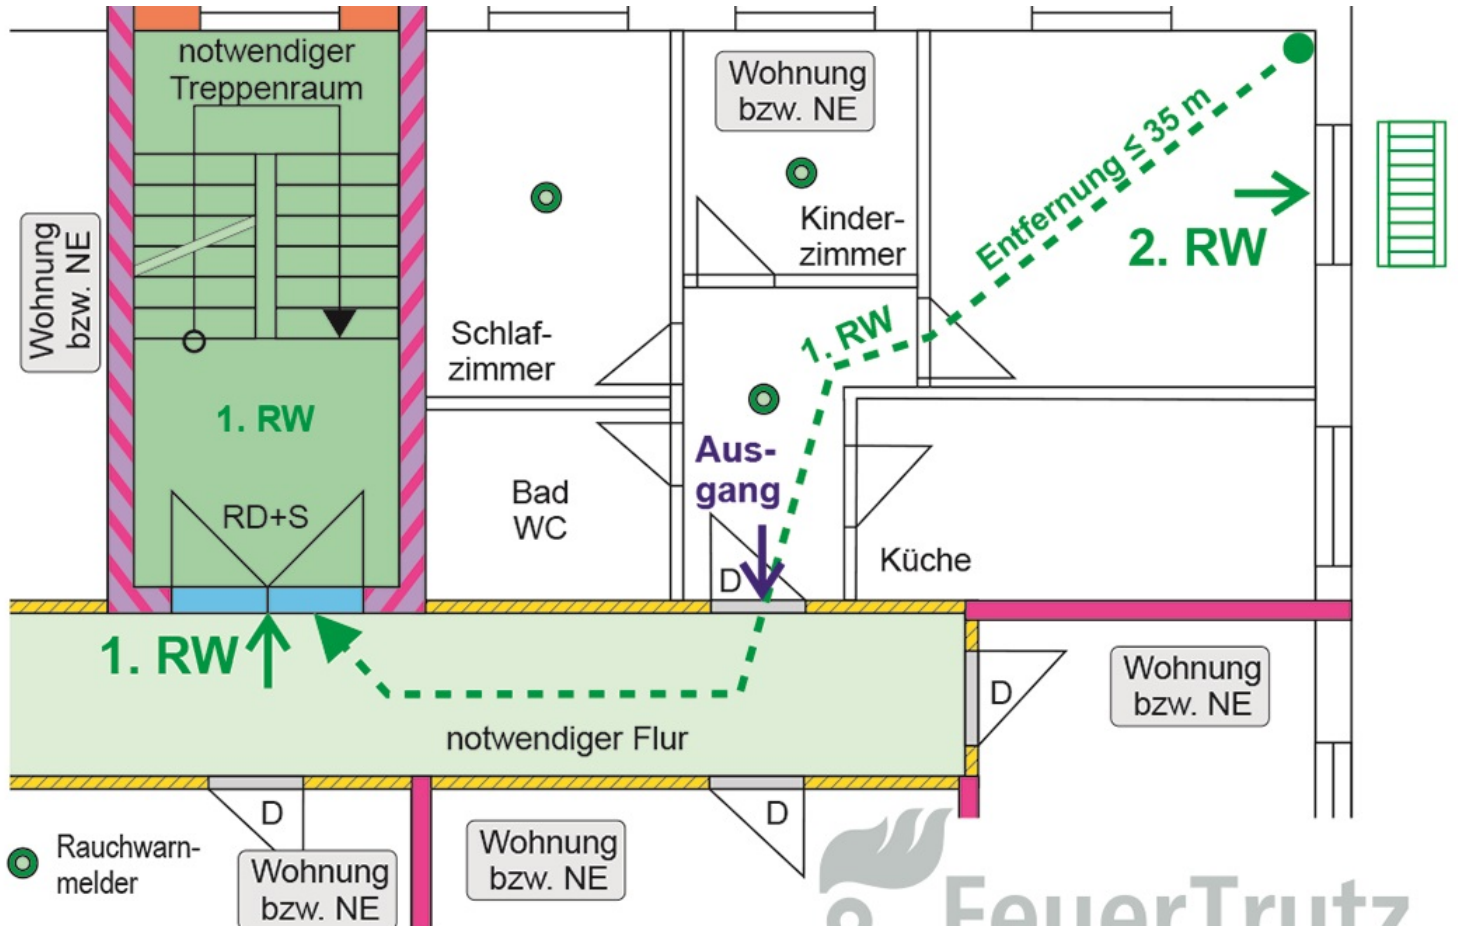 notwendiger
Treppenraum
Wohnung
bzw. NE
Wohnung
bzw. NE
Kinder-
zimmer
Entfernung ≤ 35 m
2. RW
1. RW
Schlaf-
zimmer
1. RW
Aus-
gang
Bad
WC
RD+S
D
Küche
1. RW
notwendiger Flur
D
Wohnung
bzw. NE
D
D
Rauchwarn-
melder
Wohnung
bzw. NE
Wohnung
bzw. NE
FeuerTrutz